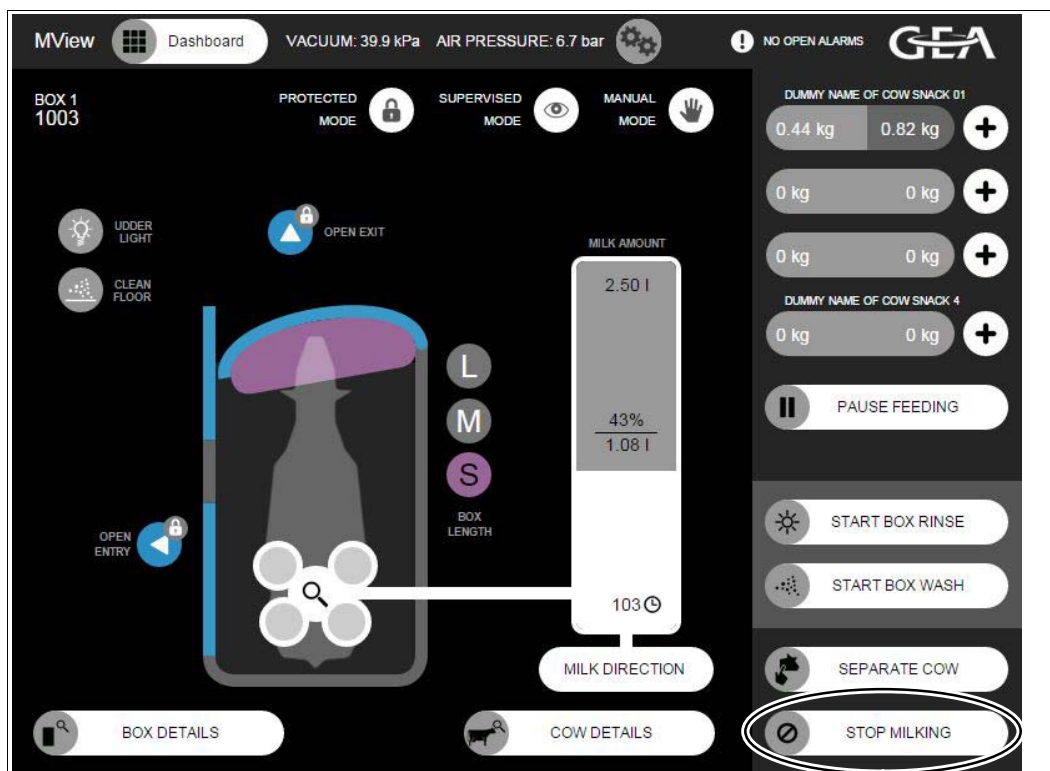 MView
Dashboard
VACUUM: 39.9 kPa
AIR PRESSURE: 6.7 bar
!
NO OPEN ALARMS
GEA
BOX 1
1003
PROTECTED
MODE
SUPERVISED
MODE
MANUAL
MODE
UDDER
LIGHT
CLEAN
FLOOR
OPEN EXIT
OPEN
ENTRY
L
M
S
BOX
LENGTH
MILK AMOUNT
2.50 l
43%
1.08 l
103
MILK DIRECTION
BOX DETAILS
COW DETAILS
DUMMY NAME OF COW SNACK 01
0.44 kg 0.82 kg +
0 kg 0 kg +
0 kg 0 kg +
DUMMY NAME OF COW SNACK 4
0 kg 0 kg +
PAUSE FEEDING
START BOX RINSE
START BOX WASH
SEPARATE COW
STOP MILKING